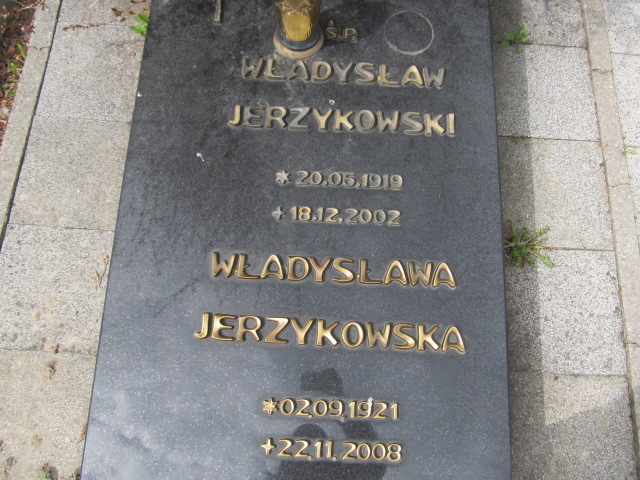 Ś.P.
WŁADYSŁAW
JERZYKOWSKI
* 20.05.1919
+ 18.12.2002
WŁADYSŁAWA
JERZYKOWSKA
* 02.09.1921
+ 22.11.2008